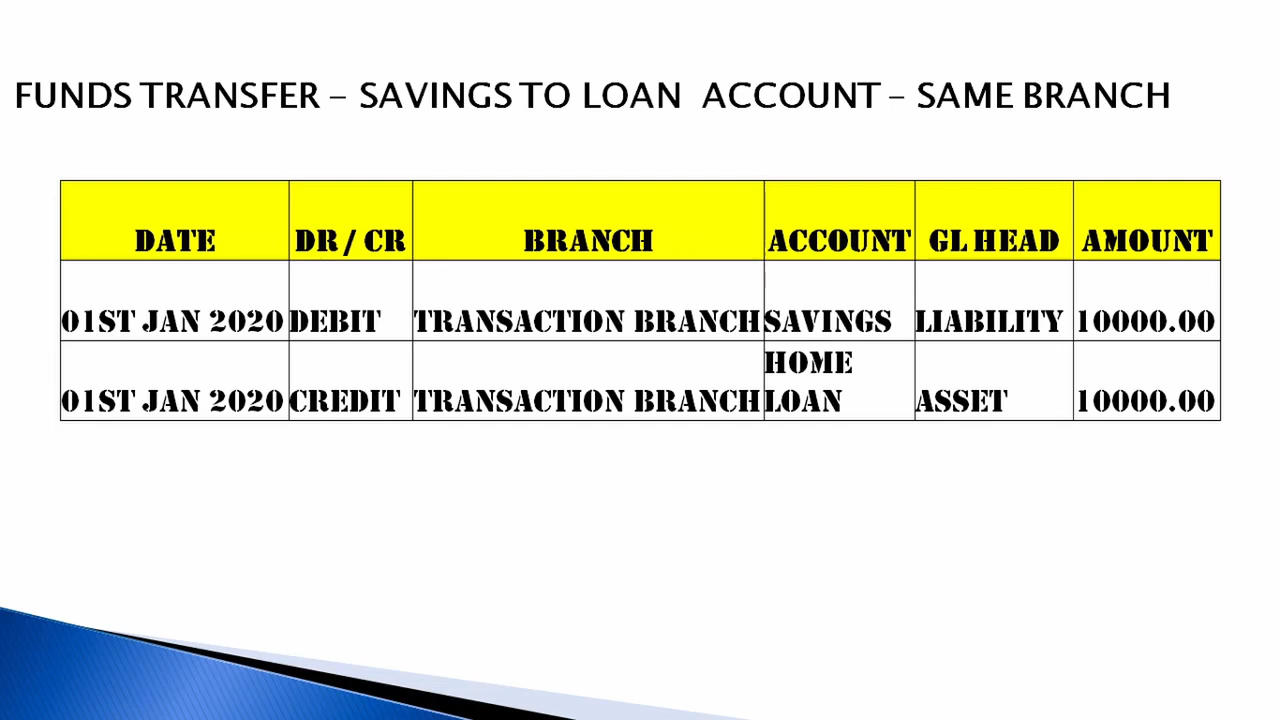 FUNDS TRANSFER – SAVINGS TO LOAN ACCOUNT – SAME BRANCH
DATE DR / CR BRANCH ACCOUNT GL HEAD AMOUNT
01ST JAN 2020 DEBIT TRANSACTION BRANCH SAVINGS LIABILITY 10000.00
01ST JAN 2020 CREDIT TRANSACTION BRANCH HOME LOAN ASSET 10000.00